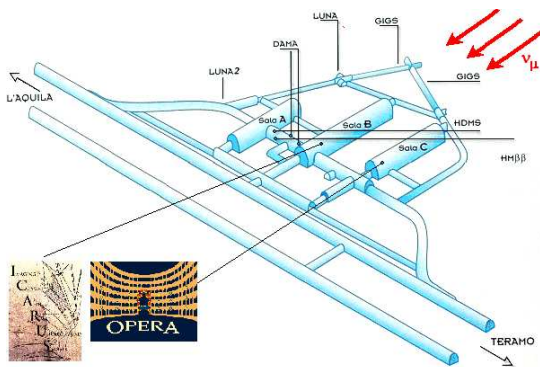 LUNA
GIGS
νμ
DAMA
LUNA2
GIGS
L'AQUILA
Sala A
Sala B
HDMS
Sala C
HMββ
I
C
A
R
U
S
OPERA
TERAMO